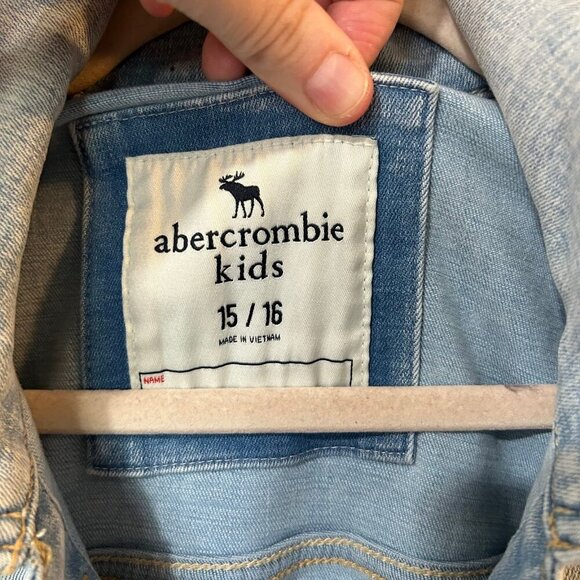 abercrombie
kids
15 / 16
MADE IN VIETNAM
NAME